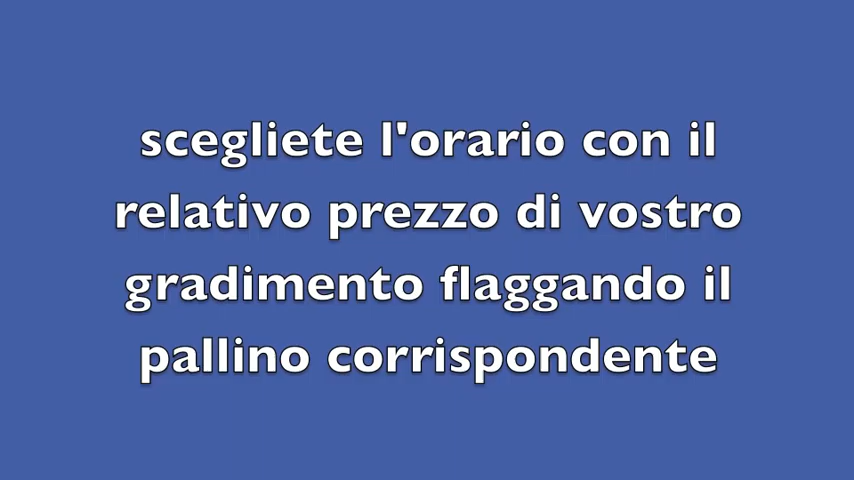 scegliete l'orario con il
relativo prezzo di vostro
gradimento flaggando il
pallino corrispondente